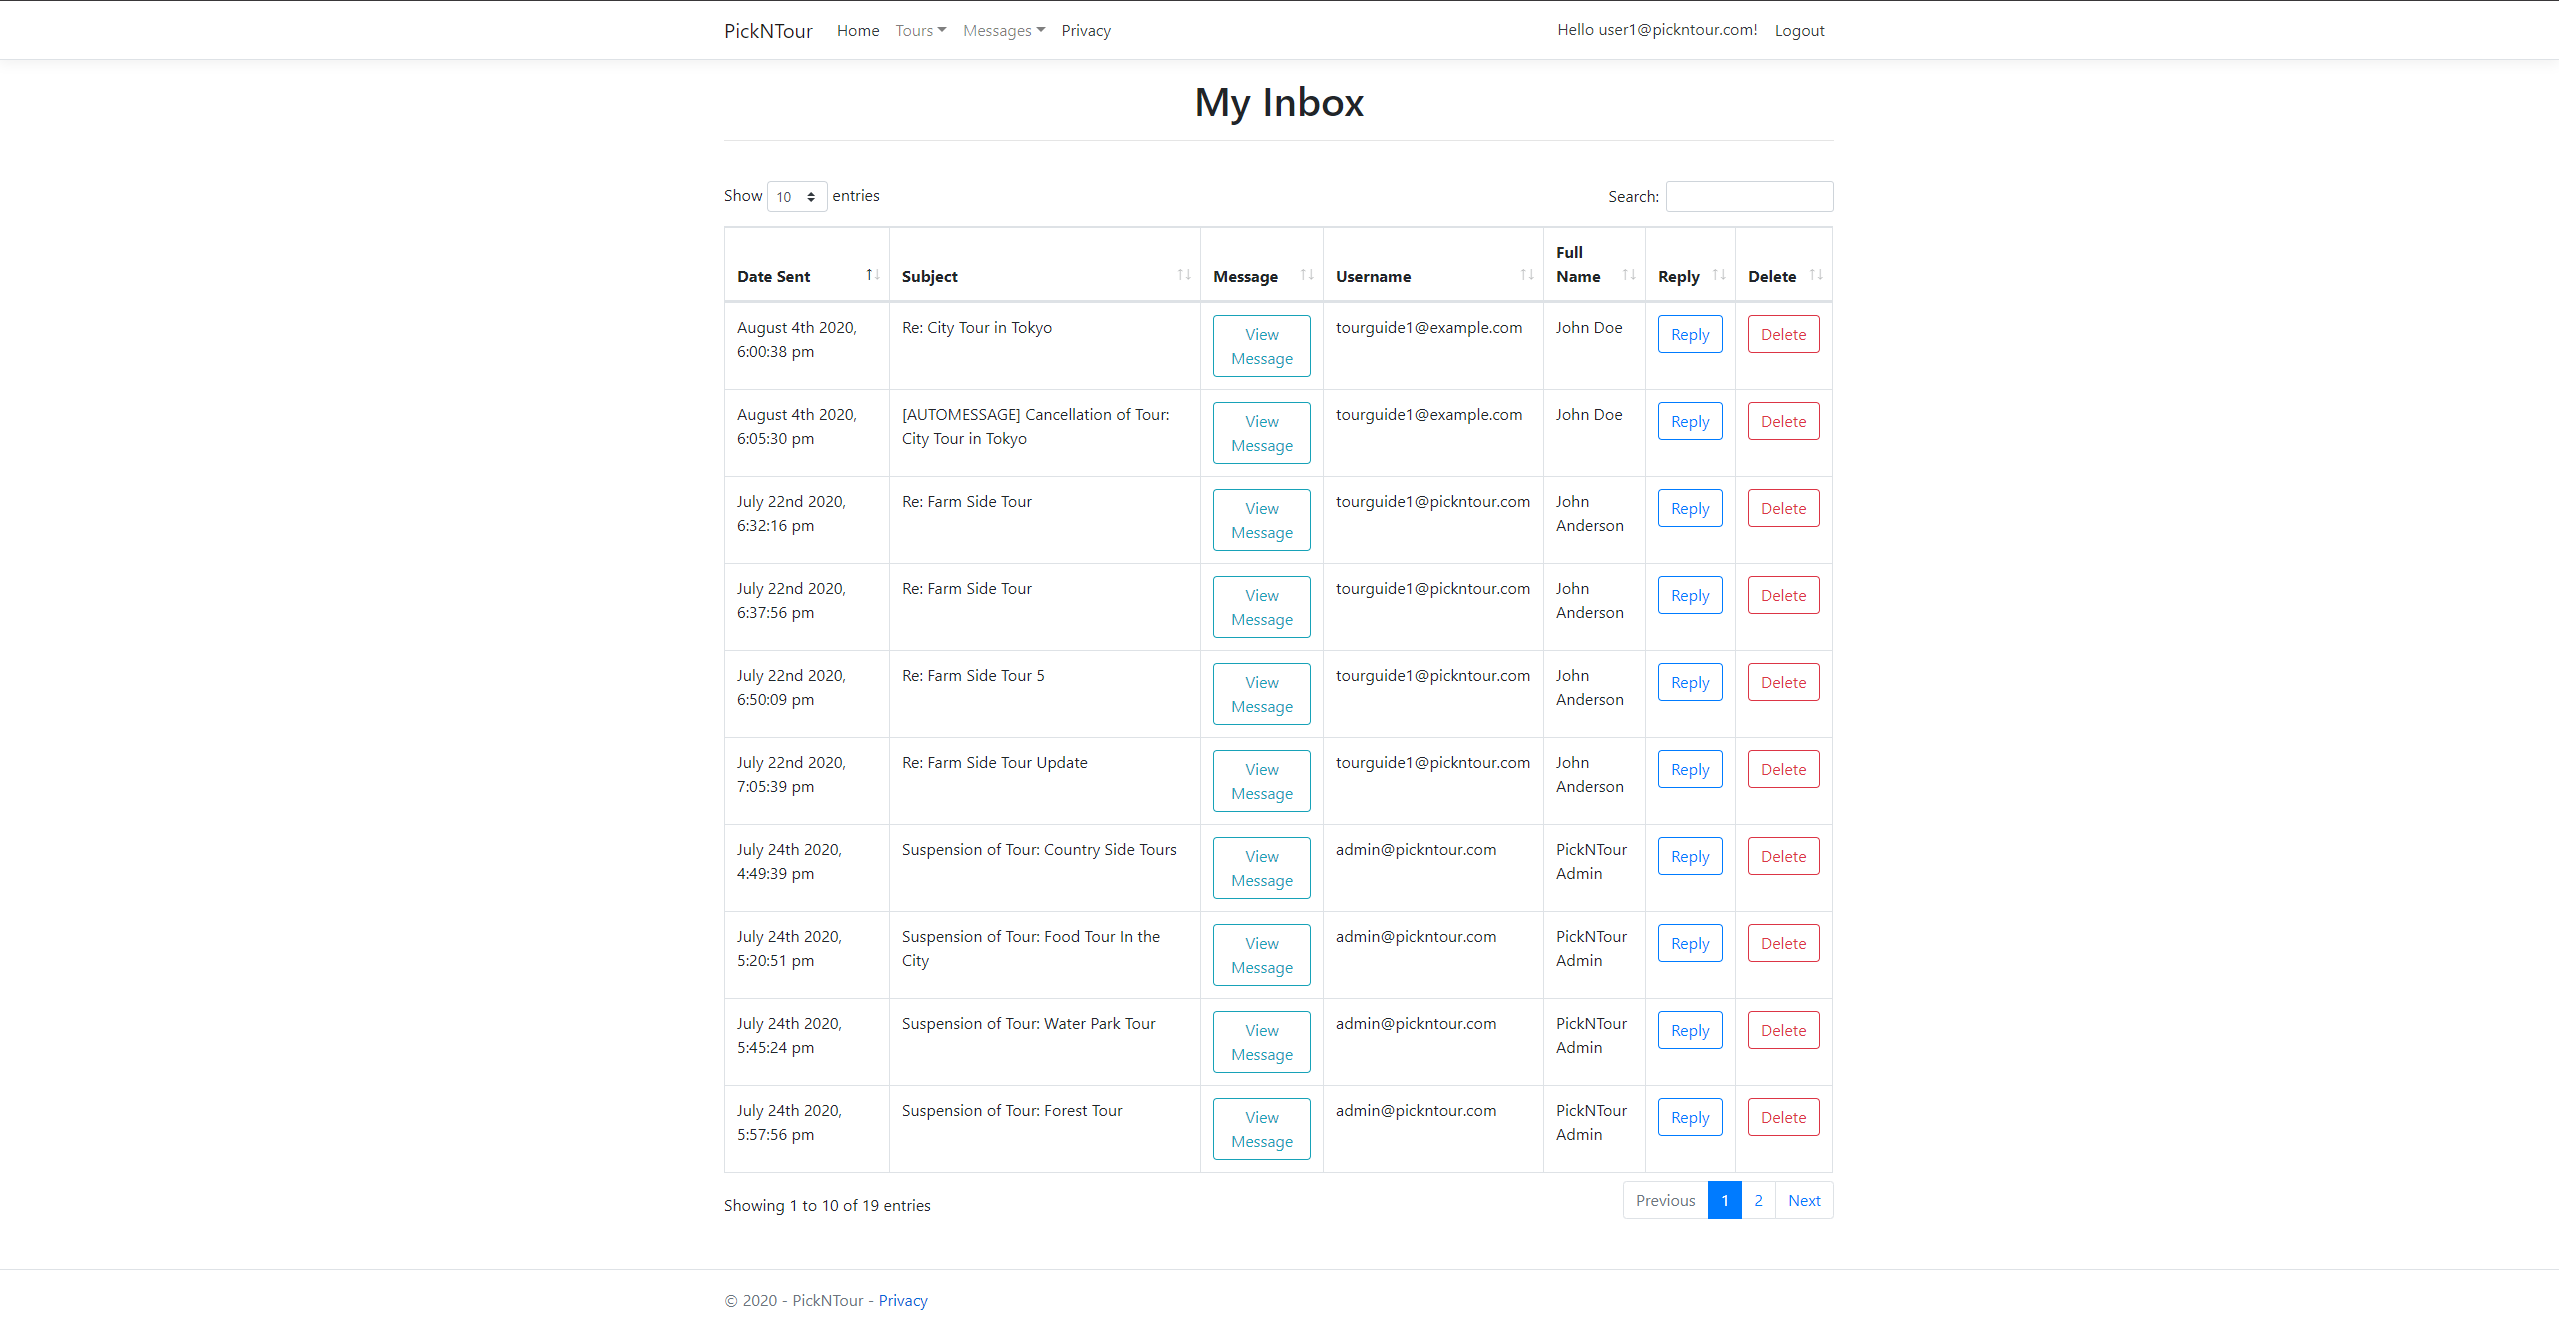 PickNTour Home Tours Messages Privacy Hello user1@pickntour.com! Logout
My Inbox
Show 10 entries Search:
Date Sent Subject Message Username Full Name Reply Delete
August 4th 2020, Re: City Tour in Tokyo View tourguide1@example.com John Doe Reply Delete
6:00:38 pm Message
August 4th 2020, [AUTOMESSAGE] Cancellation of Tour: View tourguide1@example.com John Doe Reply Delete
6:05:30 pm City Tour in Tokyo Message
July 22nd 2020, Re: Farm Side Tour View tourguide1@pickntour.com John Reply Delete
6:32:16 pm Message Anderson
July 22nd 2020, Re: Farm Side Tour View tourguide1@pickntour.com John Reply Delete
6:37:56 pm Message Anderson
July 22nd 2020, Re: Farm Side Tour 5 View tourguide1@pickntour.com John Reply Delete
6:50:09 pm Message Anderson
July 22nd 2020, Re: Farm Side Tour Update View tourguide1@pickntour.com John Reply Delete
7:05:39 pm Message Anderson
July 24th 2020, Suspension of Tour: Country Side Tours View admin@pickntour.com PickNTour Reply Delete
4:49:39 pm Message Admin
July 24th 2020, Suspension of Tour: Food Tour In the View admin@pickntour.com PickNTour Reply Delete
5:20:51 pm City Message Admin
July 24th 2020, Suspension of Tour: Water Park Tour View admin@pickntour.com PickNTour Reply Delete
5:45:24 pm Message Admin
July 24th 2020, Suspension of Tour: Forest Tour View admin@pickntour.com PickNTour Reply Delete
5:57:56 pm Message Admin
Showing 1 to 10 of 19 entries Previous 1 2 Next
© 2020 - PickNTour - Privacy